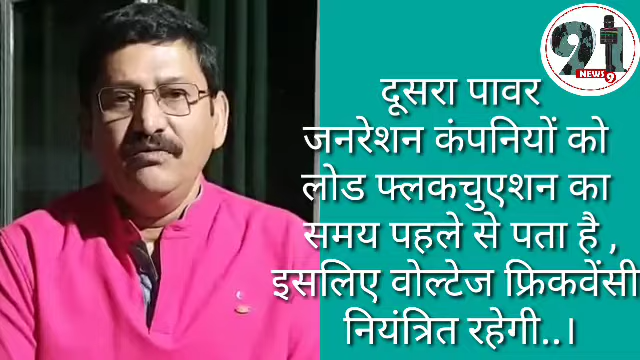 91
NEWS 9
दूसरा पावर
जनरेशन कंपनियों को
लोड फ्लकचुएशन का
समय पहले से पता है ,
इसलिए वोल्टेज फ्रिकवेंसी
नियंत्रित रहेगी..।